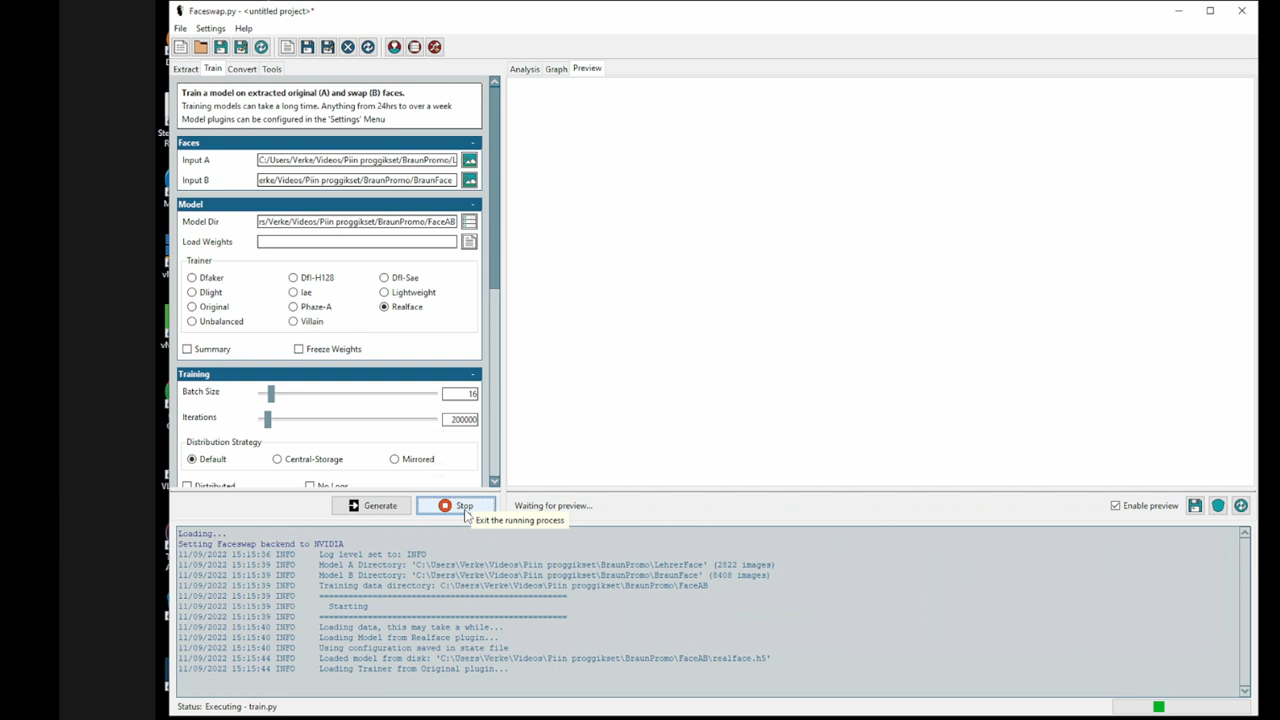 Faceswap.py - <untitled project>*
File Settings Help
Extract Train Convert Tools
Train a model on extracted original (A) and swap (B) faces.
Training models can take a long time. Anything from 24hrs to over a week
Model plugins can be configured in the 'Settings' Menu
Faces -
Input A C:/Users/Verke/Videos/Piin proggikset/BraunPromo/L
Input B erke/Videos/Piin proggikset/BraunPromo/BraunFace
Model -
Model Dir rs/Verke/Videos/Piin proggikset/BraunPromo/FaceAB
Load Weights
Trainer
Dfaker Dfl-H128 Dfl-Sae
Dlight Iae Lightweight
Original Phaze-A Realface
Unbalanced Villain
Summary Freeze Weights
Training -
Batch Size 16
Iterations 200000
Distribution Strategy
Default Central-Storage Mirrored
Distributed No Logs
Generate Stop
Exit the running process
Analysis Graph Preview
Waiting for preview... Enable preview
Loading...
Setting Faceswap backend to NVIDIA
11/09/2022 15:15:36 INFO Log level set to: INFO
11/09/2022 15:15:39 INFO Model A Directory: 'C:\Users\Verke\Videos\Piin proggikset\BraunPromo\LehrerFace' (2822 images)
11/09/2022 15:15:39 INFO Model B Directory: 'C:\Users\Verke\Videos\Piin proggikset\BraunPromo\BraunFace' (8408 images)
11/09/2022 15:15:39 INFO Training data directory: C:\Users\Verke\Videos\Piin proggikset\BraunPromo\FaceAB
11/09/2022 15:15:39 INFO ================================================
11/09/2022 15:15:39 INFO Starting
11/09/2022 15:15:39 INFO ================================================
11/09/2022 15:15:40 INFO Loading data, this may take a while...
11/09/2022 15:15:40 INFO Loading Model from Realface plugin...
11/09/2022 15:15:40 INFO Using configuration saved in state file
11/09/2022 15:15:44 INFO Loaded model from disk: 'C:\Users\Verke\Videos\Piin proggikset\BraunPromo\FaceAB\realface.h5'
11/09/2022 15:15:44 INFO Loading Trainer from Original plugin...
Status: Executing - train.py